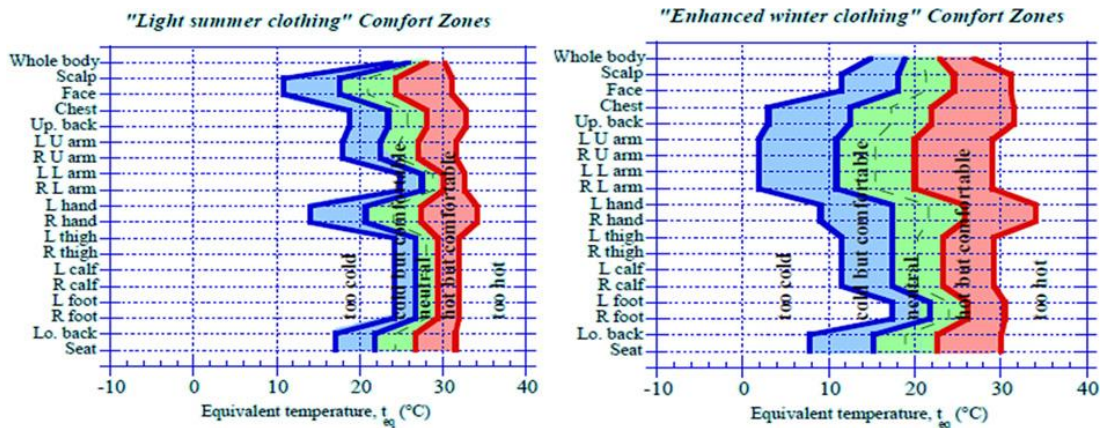 "Light summer clothing" Comfort Zones
Whole body
Scalp
Face
Chest
Up. back
L U arm
R U arm
L L arm
R L arm
L hand
R hand
L thigh
R thigh
L calf
R calf
L foot
R foot
Lo. back
Seat
too cold
cold but comfortable
neutral
hot but comfortable
too hot
-10 0 10 20 30 40
Equivalent temperature, t eq (°C)
"Enhanced winter clothing" Comfort Zones
Whole body
Scalp
Face
Chest
Up. back
L U arm
R U arm
L L arm
R L arm
L hand
R hand
L thigh
R thigh
L calf
R calf
L foot
R foot
Lo. back
Seat
too cold
cold but comfortable
neutral
hot but comfortable
too hot
-10 0 10 20 30 40
Equivalent temperature, t eq (°C)